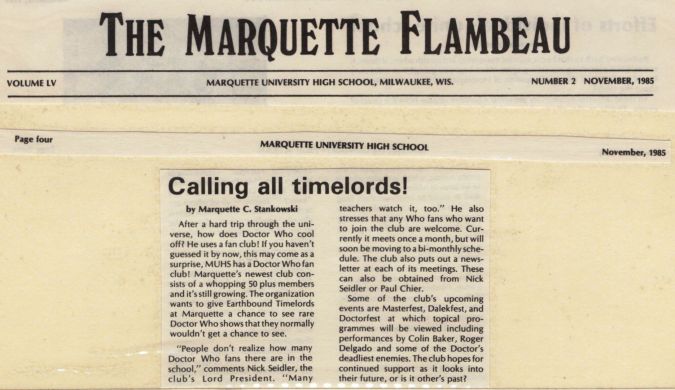 THE MARQUETTE FLAMBEAU
VOLUME LV MARQUETTE UNIVERSITY HIGH SCHOOL, MILWAUKEE, WIS. NUMBER 2 NOVEMBER, 1985
Page four MARQUETTE UNIVERSITY HIGH SCHOOL November, 1985
Calling all timelords!
by Marquette C. Stankowski
After a hard trip through the uni-
verse, how does Doctor Who cool
off? He uses a fan club! If you haven't
guessed it by now, this may come as a
surprise, MUHS has a Doctor Who fan
club! Marquette's newest club con-
sists of a whopping 50 plus members
and it's still growing. The organization
wants to give Earthbound Timelords
at Marquette a chance to see rare
Doctor Who shows that they normally
wouldn't get a chance to see.
"People don't realize how many
Doctor Who fans there are in the
school," comments Nick Seidler, the
club's Lord President. "Many
teachers watch it, too." He also
stresses that any Who fans who want
to join the club are welcome. Cur-
rently it meets once a month, but will
soon be moving to a bi-monthly sche-
dule. The club also puts out a news-
letter at each of its meetings. These
can also be obtained from Nick
Seidler or Paul Chier.
Some of the club's upcoming
events are Masterfest, Dalekfest, and
Doctorfest at which topical pro-
grammes will be viewed including
performances by Colin Baker, Roger
Delgado and some of the Doctor's
deadliest enemies. The club hopes for
continued support as it looks into
their future, or is it other's past?